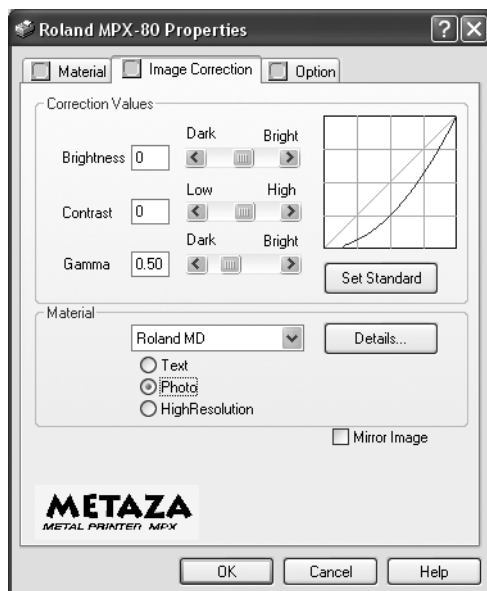 Roland MPX-80 Properties
Material Image Correction Option
Correction Values
Dark Bright
Brightness 0
Low High
Contrast 0
Dark Bright
Gamma 0.50
Set Standard
Material
Roland MD Details...
Text
Photo
HighResolution
Mirror Image
METAZA
METAL PRINTER MPX
OK Cancel Help